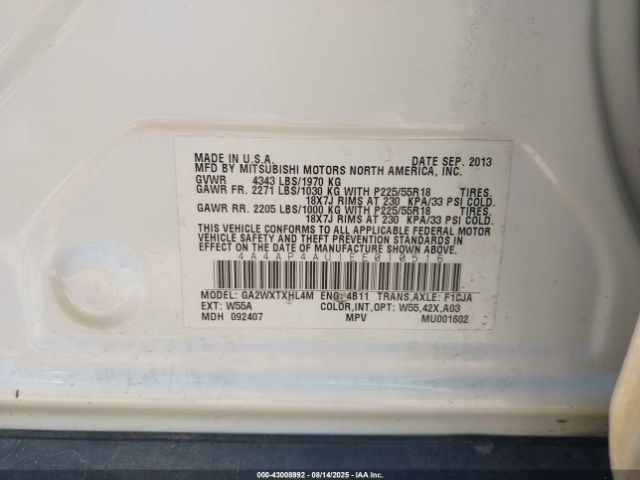 MADE IN U.S.A. DATE SEP. 2013
MFD BY MITSUBISHI MOTORS NORTH AMERICA, INC.
GVWR 4343 LBS/1970 KG
GAWR FR. 2271 LBS/1030 KG WITH P225/55R18 TIRES,
18X7J RIMS AT 230 KPA/33 PSI COLD.
GAWR RR. 2205 LBS/1000 KG WITH P225/55R18 TIRES,
18X7J RIMS AT 230 KPA/33 PSI COLD.
THIS VEHICLE CONFORMS TO ALL APPLICABLE FEDERAL MOTOR
VEHICLE SAFETY AND THEFT PREVENTION STANDARDS IN
EFFECT ON THE DATE OF MANUFACTURE SHOWN ABOVE.
4A4AP4AU1EE010516
MODEL: GA2WXTXHL4M ENG: 4B11 TRANS,AXLE: F1CJA
EXT: W55A COLOR,INT,OPT: W55,42X,A03
MDH 092407 MPV MU001602
000-43008992 - 08/14/2025 - Copyright IAA, LLC. All Rights Reserved.